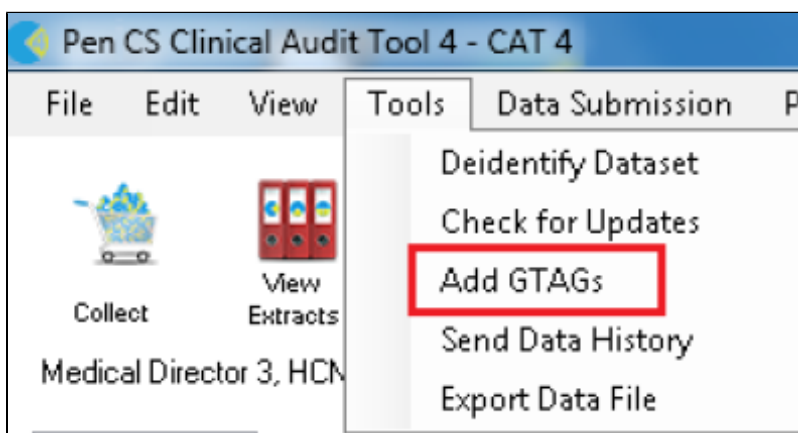 Pen CS Clinical Audit Tool 4 - CAT 4
File Edit View Tools Data Submission P
Deidentify Dataset
Check for Updates
Add GTAGs
Send Data History
Export Data File
Collect
View
Extracts
Medical Director 3, HCN